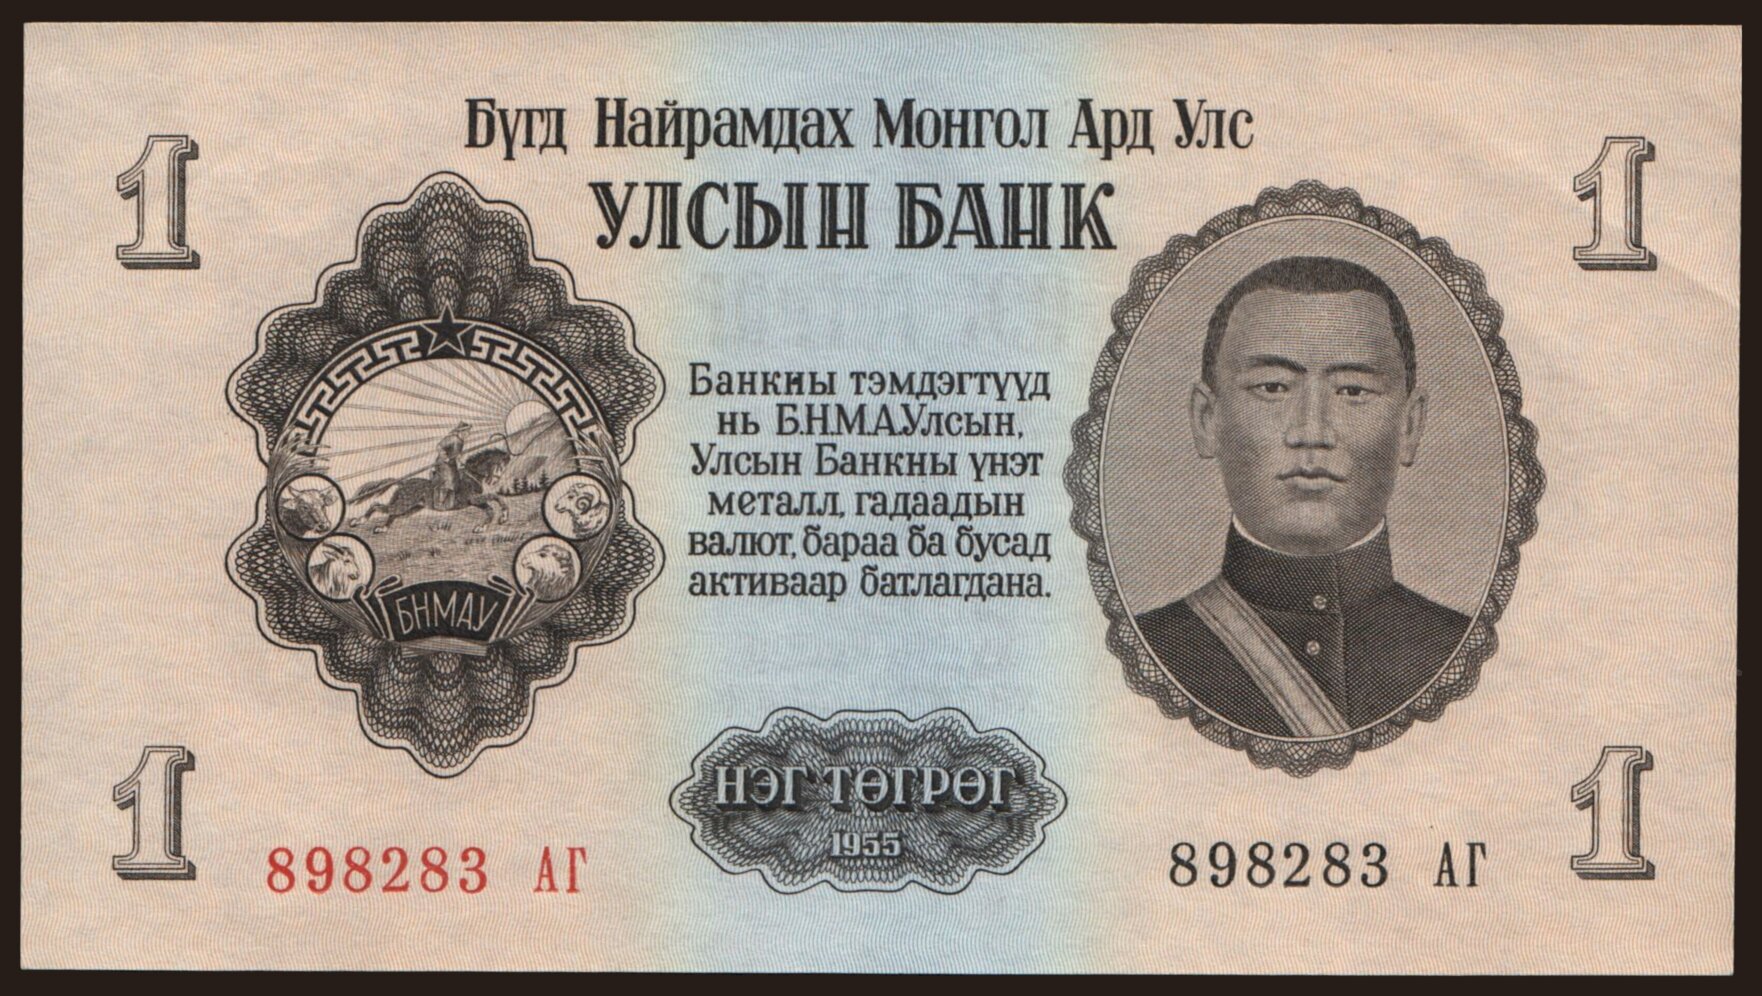 Бүгд Найрамдах Монгол Ард Улс
УЛСЫН БАНК
1
1
Банкны тэмдэгтүүд
нь Б.Н.М.А.Улсын,
Улсын Банкны үнэт
металл, гадаадын
валют, бараа ба бусад
активаар батлагдана.
БНМАУ
НЭГ ТӨГРӨГ
1955
1
1
898283 АГ
898283 АГ